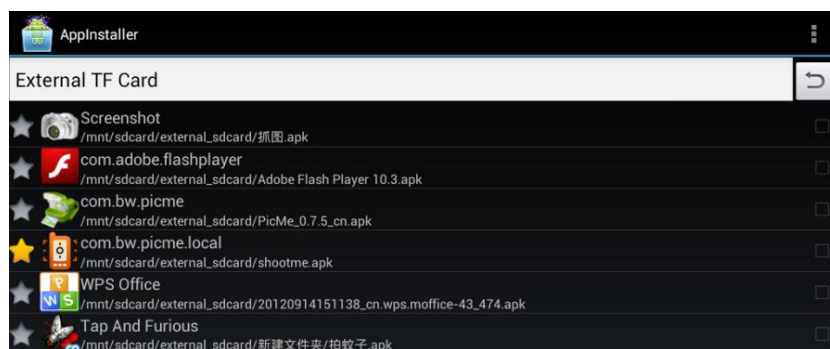 AppInstaller
External TF Card
Screenshot
/mnt/sdcard/external_sdcard/抓图.apk
com.adobe.flashplayer
/mnt/sdcard/external_sdcard/Adobe Flash Player 10.3.apk
com.bw.picme
/mnt/sdcard/external_sdcard/PicMe_0.7.5_cn.apk
com.bw.picme.local
/mnt/sdcard/external_sdcard/shootme.apk
WPS Office
/mnt/sdcard/external_sdcard/20120914151138_cn.wps.moffice-43_474.apk
Tap And Furious
/mnt/sdcard/external_sdcard/新建文件夹/拍蚊子.apk